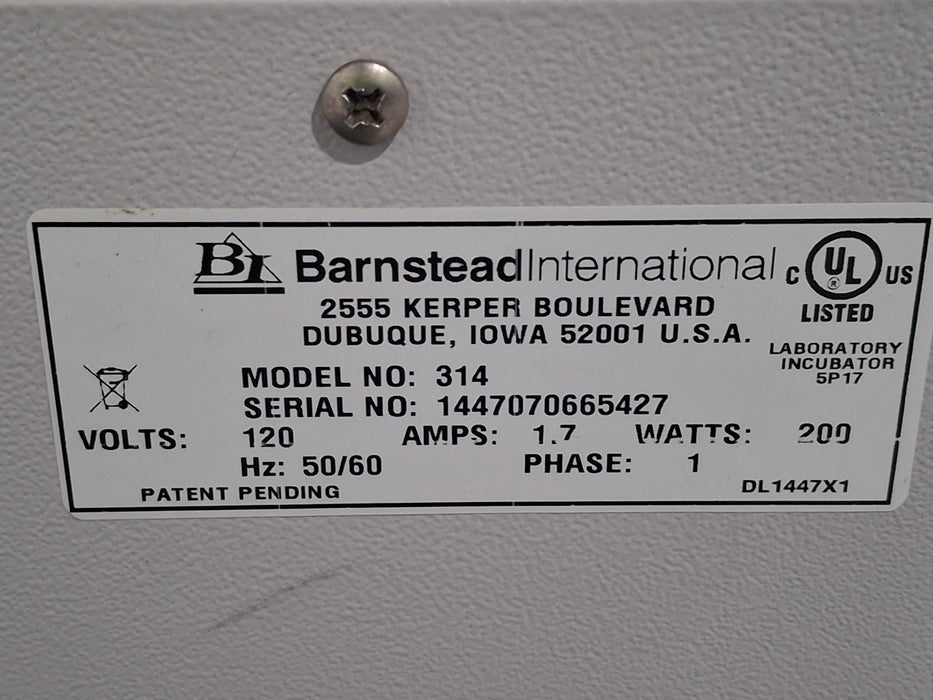 BI BarnsteadInternational
2555 KERPER BOULEVARD
DUBUQUE, IOWA 52001 U.S.A.
C UL ® US
LISTED
LABORATORY
INCUBATOR
5P17
MODEL NO: 314
SERIAL NO: 1447070665427
VOLTS: 120 AMPS: 1.7 WATTS: 200
Hz: 50/60 PHASE: 1
PATENT PENDING DL1447X1